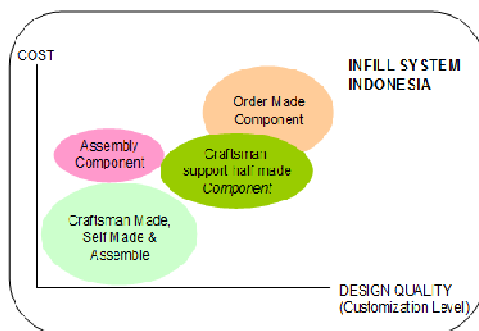 COST
INFILL SYSTEM
INDONESIA
Order Made
Component
Assembly
Component
Craftsman
support half made
Component
Craftsman Made,
Self Made &
Assemble
DESIGN QUALITY
(Customization Level)